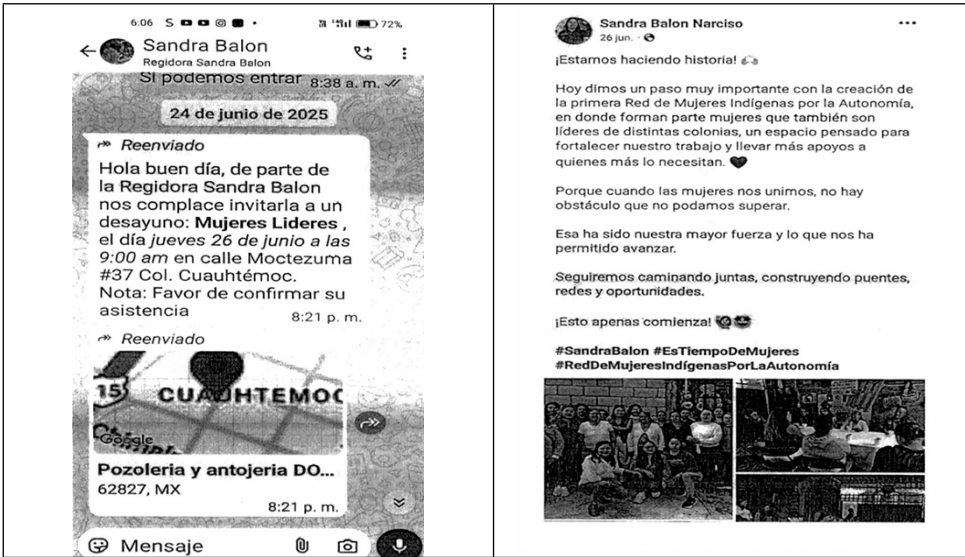 6:06
72%
Sandra Balon
Regidora Sandra Balon
Si podemos entrar 8:38 a. m.
24 de junio de 2025
Reenviado
Hola buen día, de parte de
la Regidora Sandra Balon
nos complace invitarla a un
desayuno: Mujeres Lideres ,
el día jueves 26 de junio a las
9:00 am en calle Moctezuma
#37 Col. Cuauhtémoc.
Nota: Favor de confirmar su
asistencia
8:21 p. m.
Reenviado
15
CUAUHTEMOC
Google
Pozoleria y antojeria DO...
62827, MX
8:21 p. m.
Mensaje
Sandra Balon Narciso
26 jun.
¡Estamos haciendo historia!
Hoy dimos un paso muy importante con la creación de
la primera Red de Mujeres Indígenas por la Autonomía,
en donde forman parte mujeres que también son
líderes de distintas colonias, un espacio pensado para
fortalecer nuestro trabajo y llevar más apoyos a
quienes más lo necesitan.
Porque cuando las mujeres nos unimos, no hay
obstáculo que no podamos superar.
Esa ha sido nuestra mayor fuerza y lo que nos ha
permitido avanzar.
Seguiremos caminando juntas, construyendo puentes,
redes y oportunidades.
¡Esto apenas comienza!
#SandraBalon #EsTiempoDeMujeres
#RedDeMujeresIndígenasPorLaAutonomía